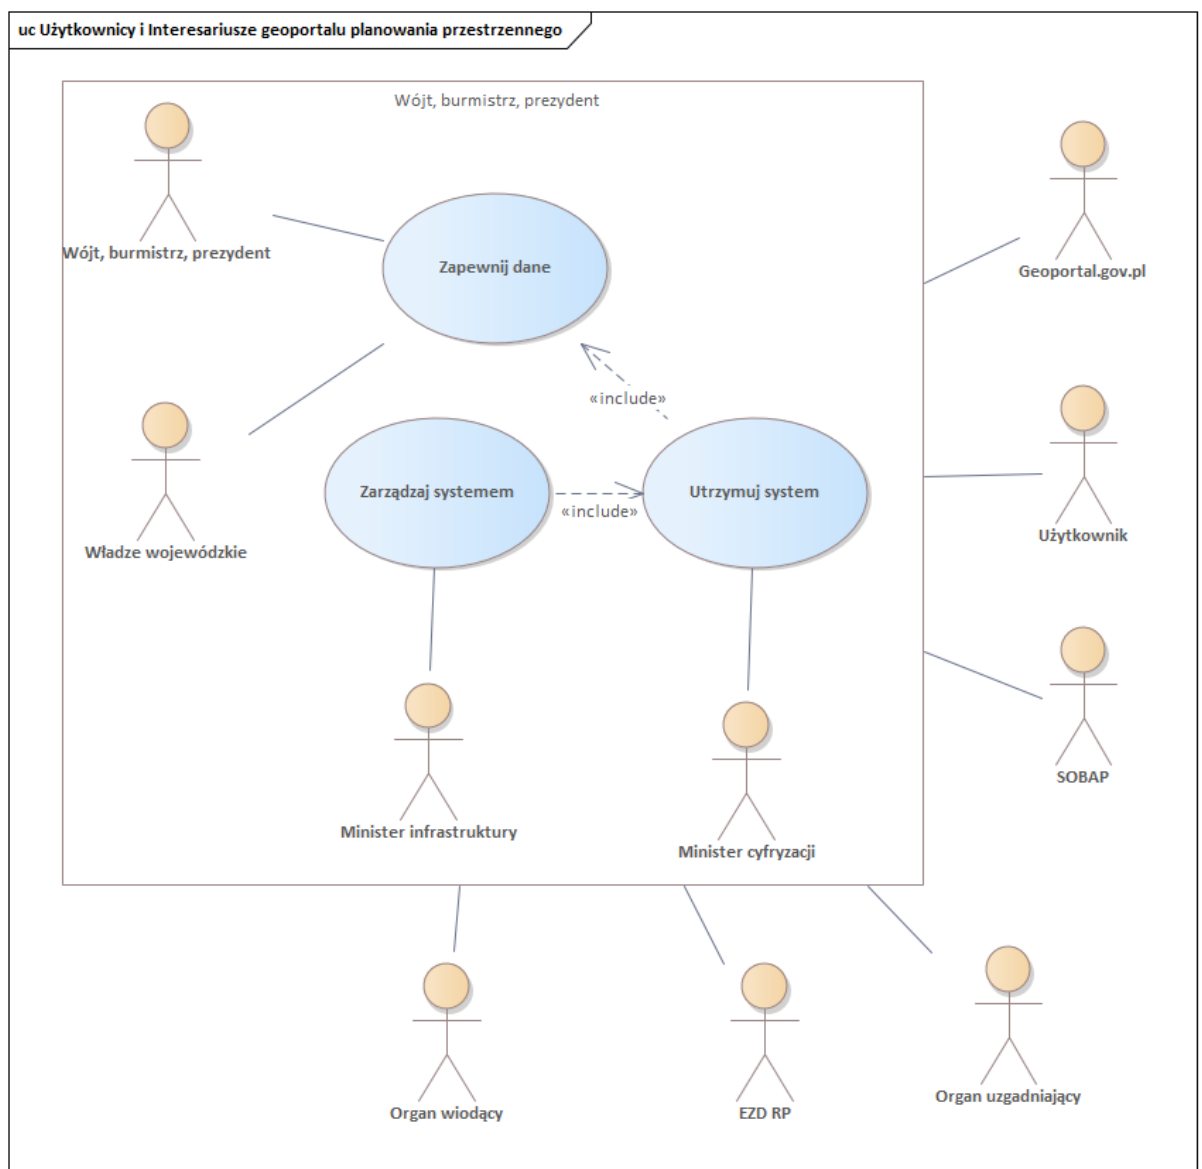 uc Użytkownicy i Interesariusze geoportalu planowania przestrzennego
Wójt, burmistrz, prezydent
Wójt, burmistrz, prezydent
Geoportal.gov.pl
Zapewnij dane
«include»
Władze wojewódzkie
Zarządzaj systemem
«include»
Utrzymuj system
Użytkownik
SOBAP
Minister infrastruktury
Minister cyfryzacji
Organ wiodący
EZD RP
Organ uzgadniający